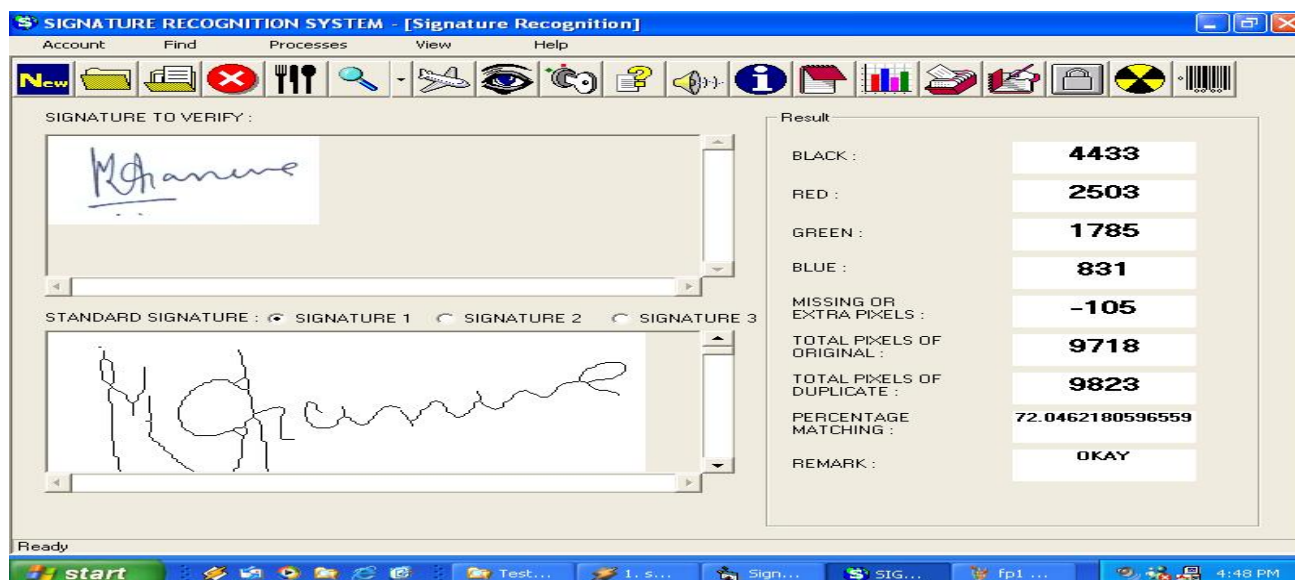 SIGNATURE RECOGNITION SYSTEM - [Signature Recognition]
Account Find Processes View Help
New
SIGNATURE TO VERIFY :
STANDARD SIGNATURE : SIGNATURE 1 SIGNATURE 2 SIGNATURE 3
Result
BLACK : 4433
RED : 2503
GREEN : 1785
BLUE : 831
MISSING OR
EXTRA PIXELS : -105
TOTAL PIXELS OF
ORIGINAL : 9718
TOTAL PIXELS OF
DUPLICATE : 9823
PERCENTAGE
MATCHING : 72.0462180596559
REMARK : OKAY
Ready
start Test... 1. s... Sign... SIG... fp1 ... 4:48 PM